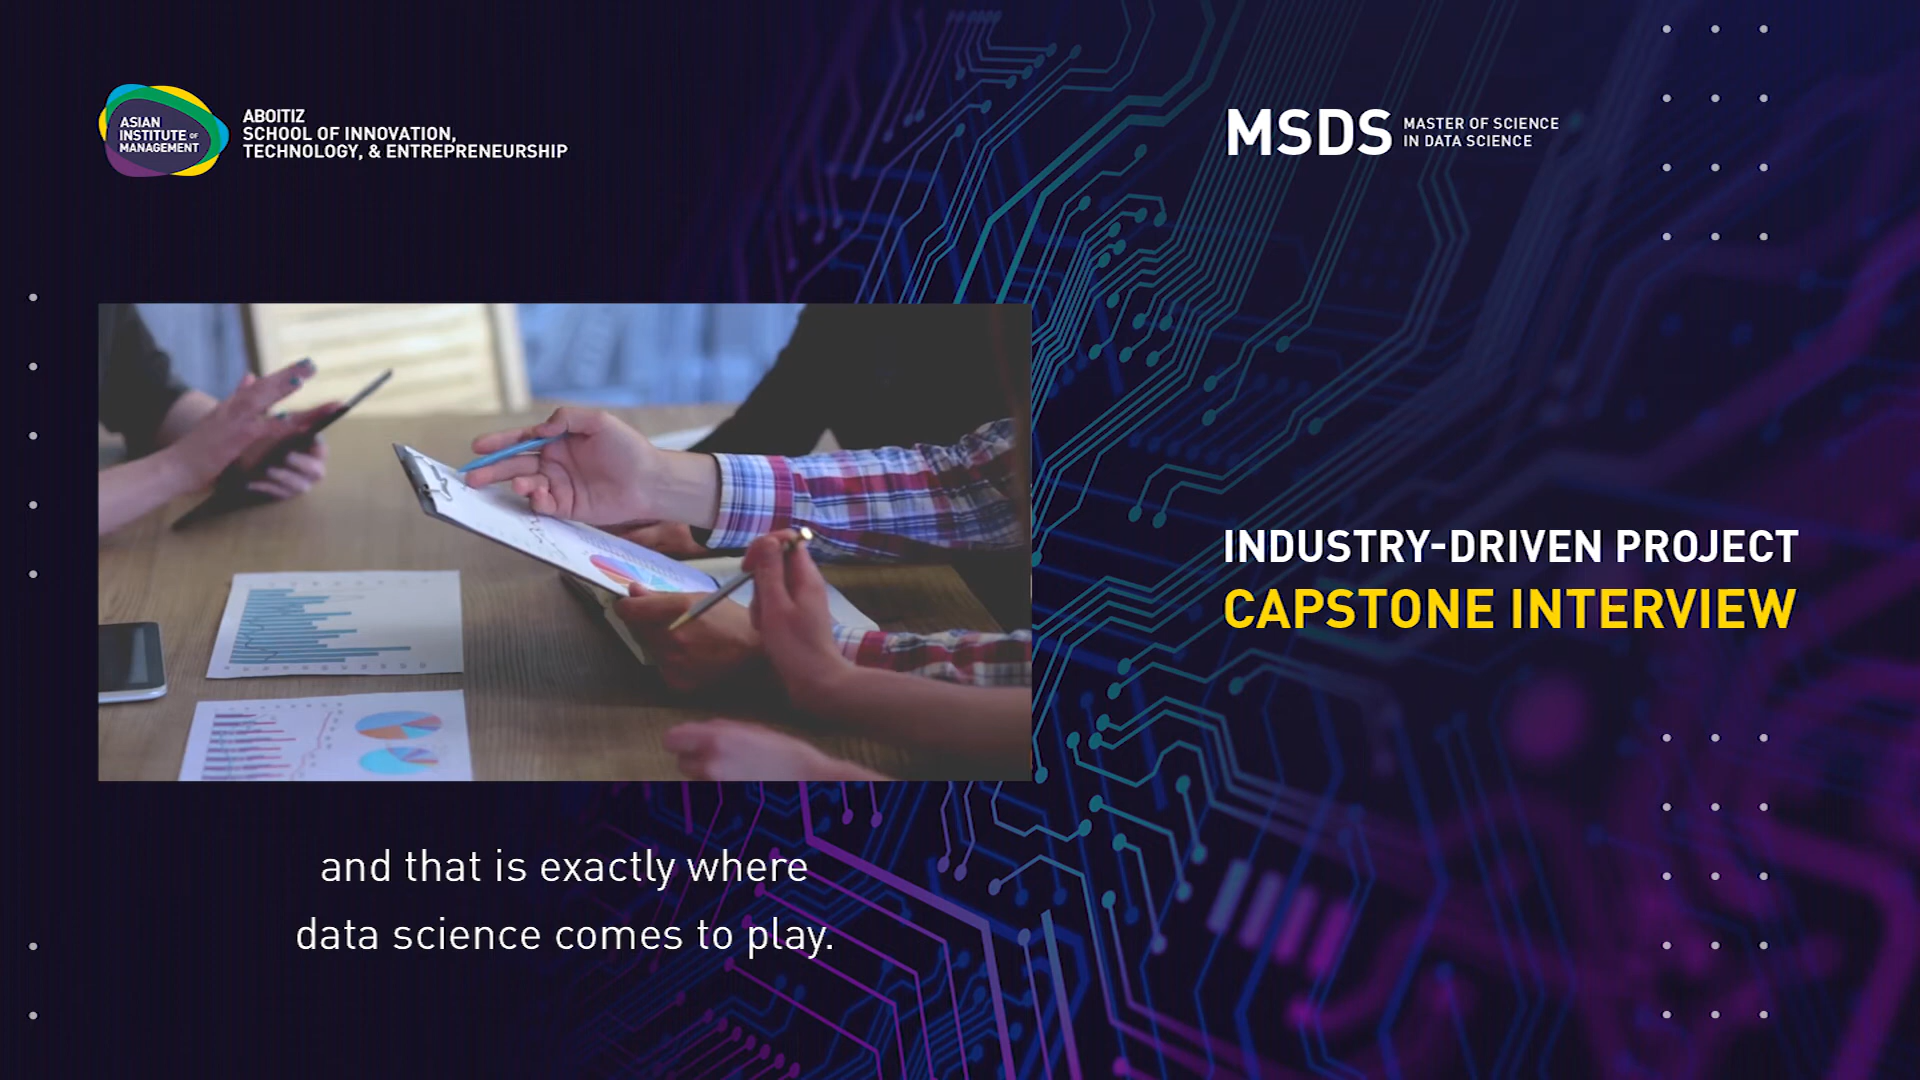 ASIAN
INSTITUTE OF
MANAGEMENT
ABOITIZ
SCHOOL OF INNOVATION,
TECHNOLOGY, & ENTREPRENEURSHIP
MSDS
MASTER OF SCIENCE
IN DATA SCIENCE
INDUSTRY-DRIVEN PROJECT
CAPSTONE INTERVIEW
and that is exactly where
data science comes to play.